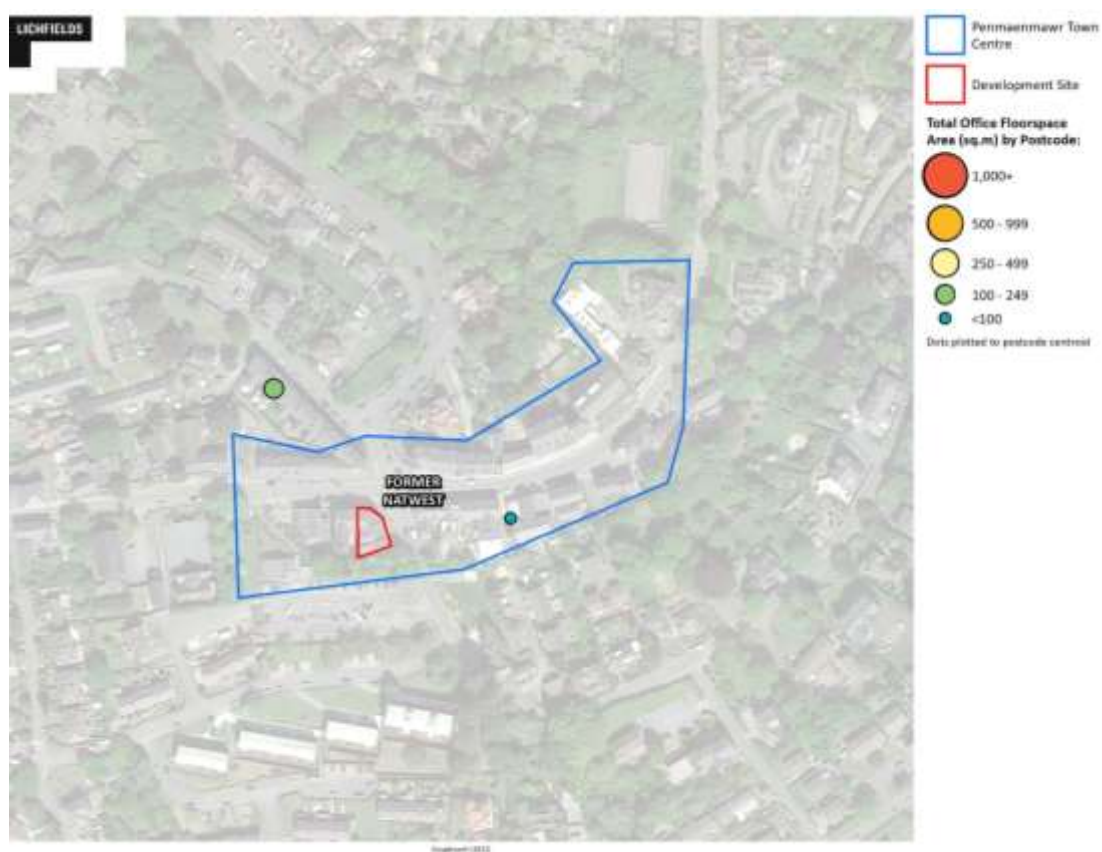 LICHFIELDS
Penmaenmawr Town
Centre
Development Site
Total Office Floorspace
Area (sq.m) by Postcode:
1,000+
500 - 999
250 - 499
100 - 249
<100
Dots plotted to postcode centroid
FORMER
NATWEST